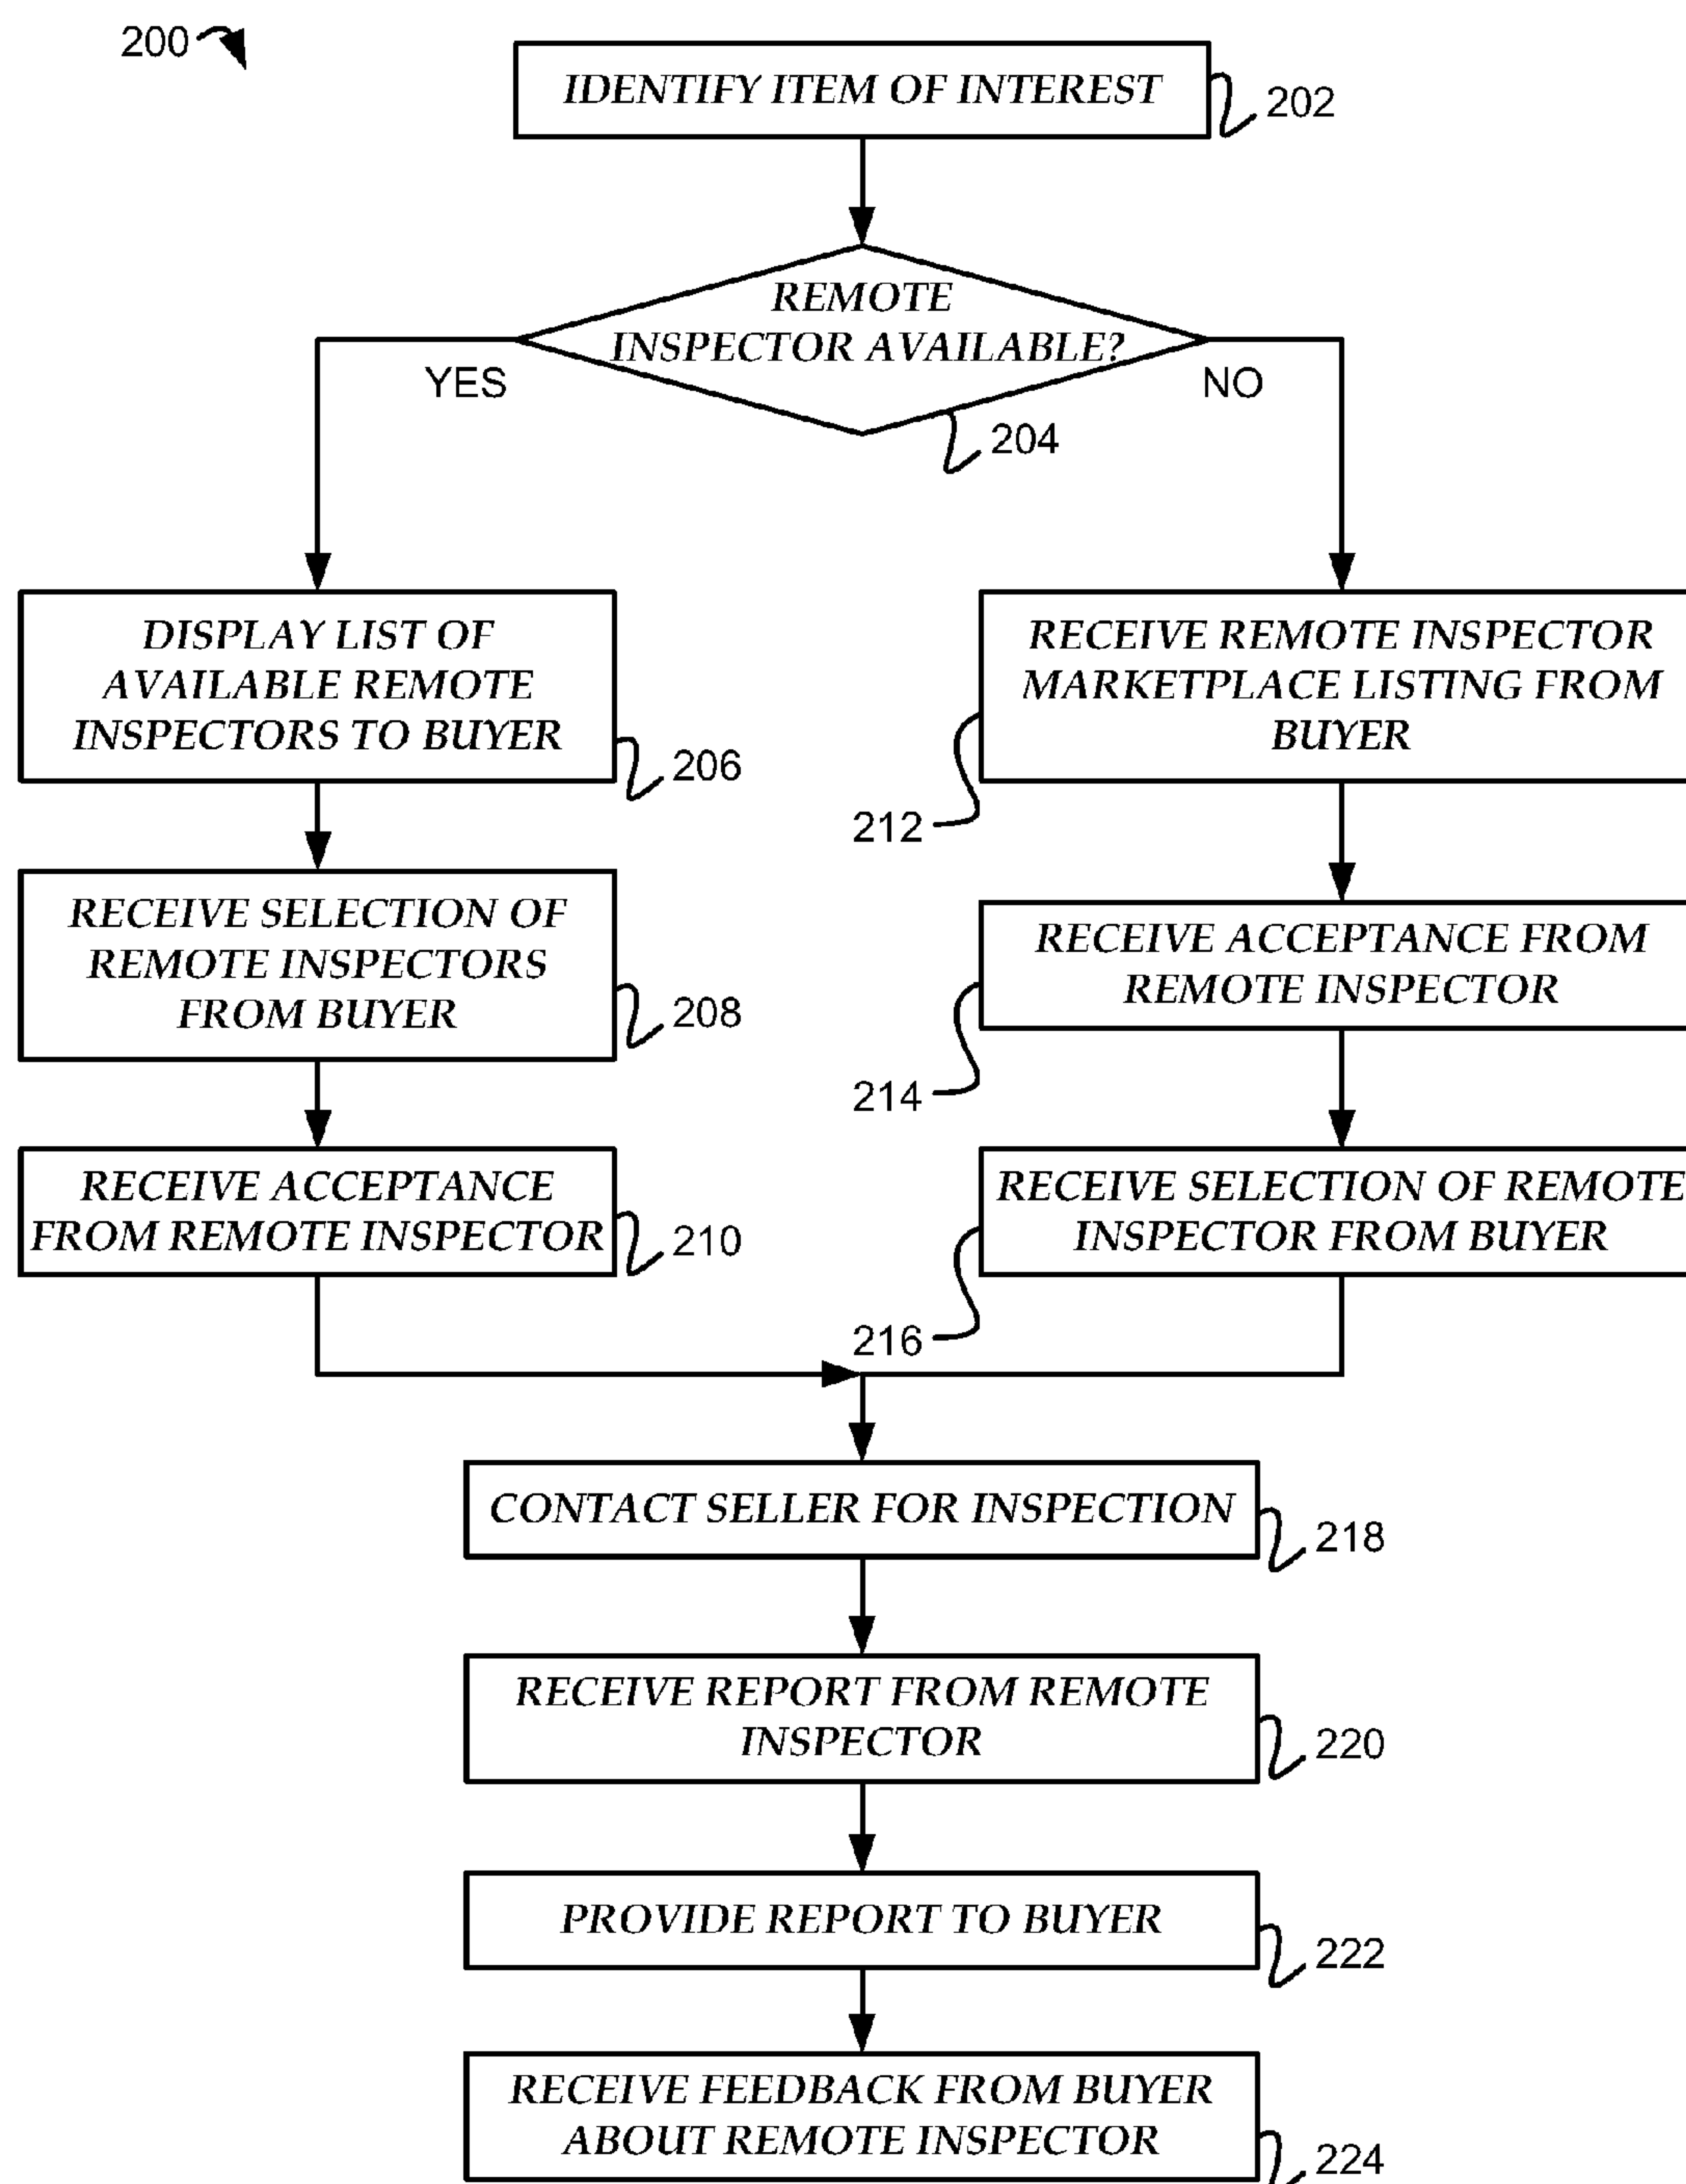 200
IDENTIFY ITEM OF INTEREST
202
REMOTE
INSPECTOR AVAILABLE?
YES
NO
204
DISPLAY LIST OF
AVAILABLE REMOTE
INSPECTORS TO BUYER
206
RECEIVE SELECTION OF
REMOTE INSPECTORS
FROM BUYER
208
RECEIVE ACCEPTANCE
FROM REMOTE INSPECTOR
210
RECEIVE REMOTE INSPECTOR
MARKETPLACE LISTING FROM
BUYER
212
RECEIVE ACCEPTANCE FROM
REMOTE INSPECTOR
214
RECEIVE SELECTION OF REMOTE
INSPECTOR FROM BUYER
216
CONTACT SELLER FOR INSPECTION
218
RECEIVE REPORT FROM REMOTE
INSPECTOR
220
PROVIDE REPORT TO BUYER
222
RECEIVE FEEDBACK FROM BUYER
ABOUT REMOTE INSPECTOR
224